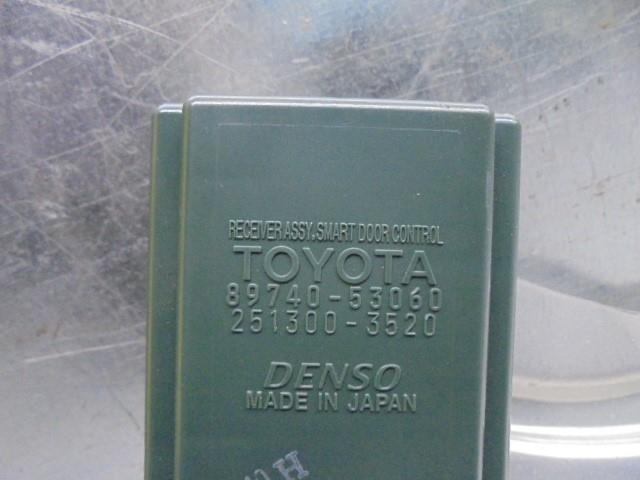 RECEIVER ASSY, SMART DOOR CONTROL
TOYOTA
89740-53060
251300-3520
DENSO
MADE IN JAPAN
H